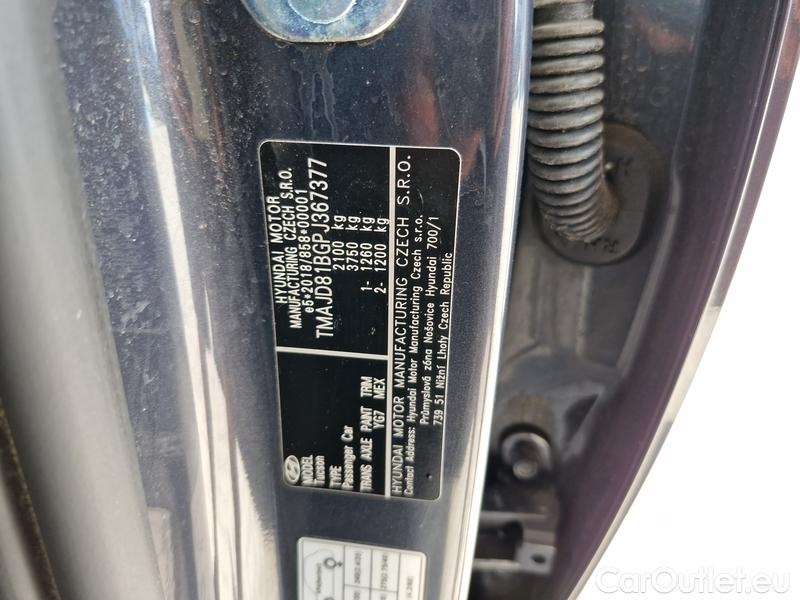 HYUNDAI MOTOR
MANUFACTURING CZECH S.R.O.
e5*2018/858*00001
TMAJD81BGPJ367377
2100 kg
3750 kg
1- 1260 kg
2- 1200 kg
MODEL
Tucson
TYPE
Passenger Car
TRANS AXLE PAINT TRM
YG7 MEX
HYUNDAI MOTOR MANUFACTURING CZECH S.R.O.
Contact Address: Hyundai Motor Manufacturing Czech s.r.o.
Průmyslová zóna Nošovice Hyundai 700/1
739 51 Nižní Lhoty Czech Republic
CarOutlet.eu